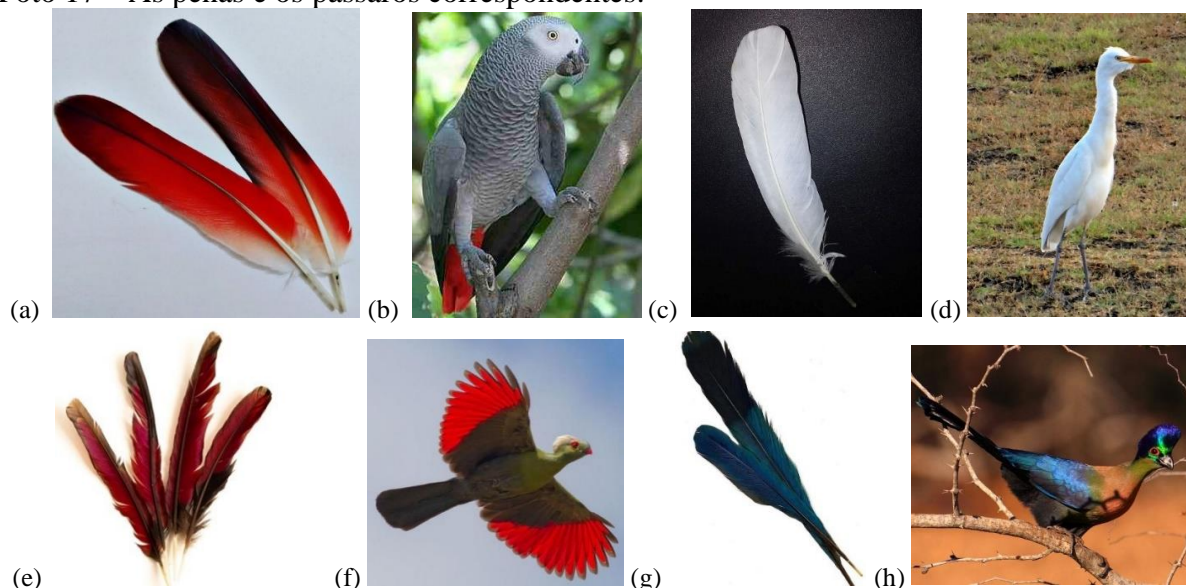 Foto 17 – As penas e os pássaros correspondentes.
(a) (b) (c) (d)
(e) (f) (g) (h)